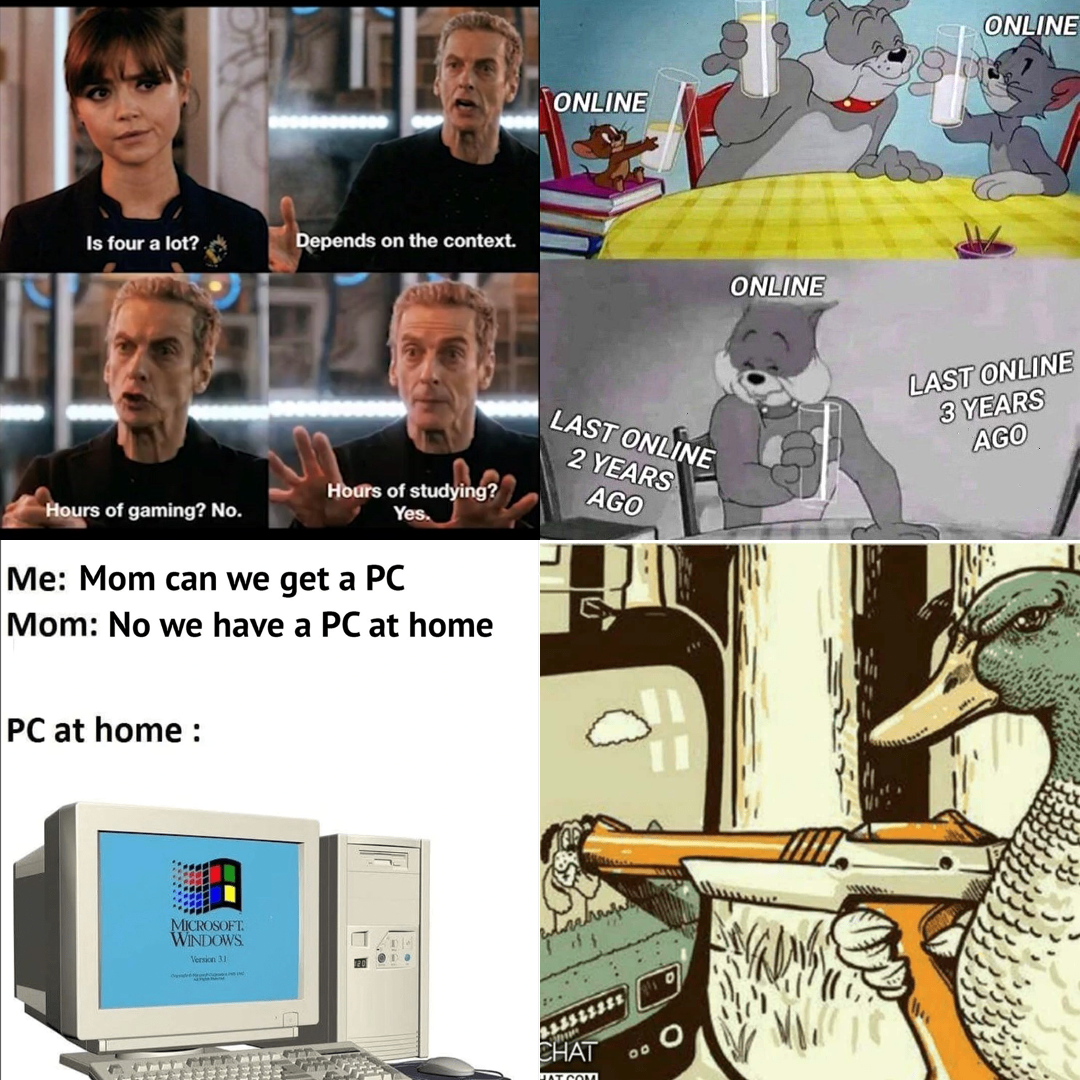 Is four a lot?
Depends on the context.
Hours of gaming? No.
Hours of studying?
Yes.
ONLINE
ONLINE
ONLINE
LAST ONLINE
2 YEARS
AGO
LAST ONLINE
3 YEARS
AGO
Me: Mom can we get a PC
Mom: No we have a PC at home
PC at home :
MICROSOFT.
WINDOWS.
Version 3.1
CHAT